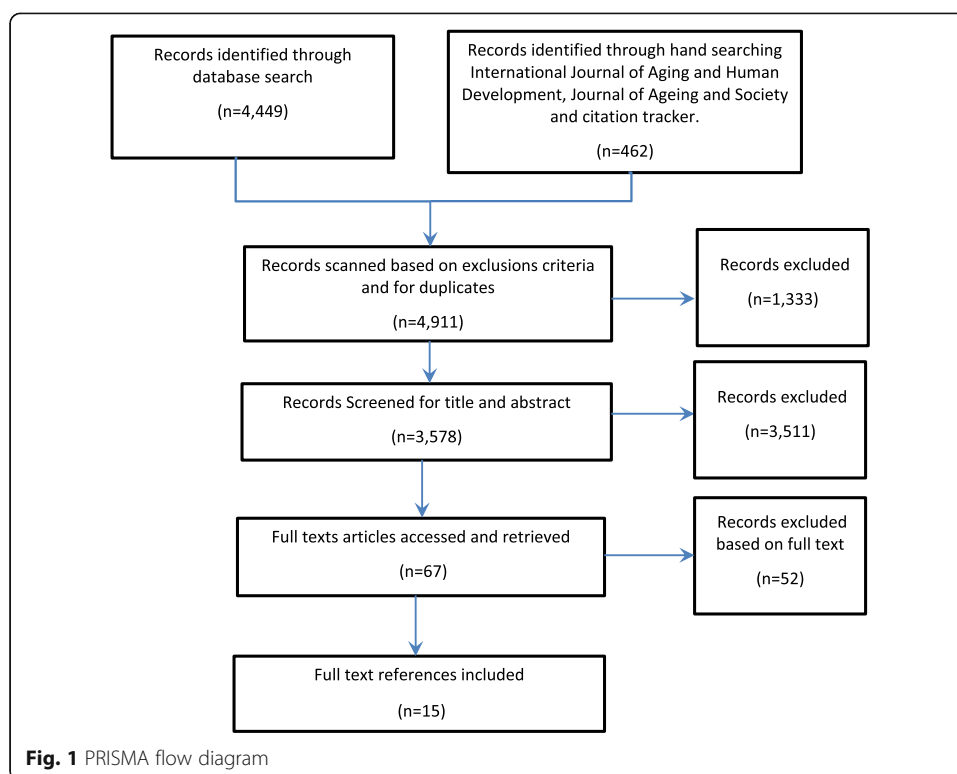 Records identified through
database search
(n=4,449)
Records identified through hand searching
International Journal of Aging and Human
Development, Journal of Ageing and Society
and citation tracker.
(n=462)
Records scanned based on exclusions criteria
and for duplicates
(n=4,911)
Records excluded
(n=1,333)
Records Screened for title and abstract
(n=3,578)
Records excluded
(n=3,511)
Full texts articles accessed and retrieved
(n=67)
Records excluded
based on full text
(n=52)
Full text references included
(n=15)
Fig. 1 PRISMA flow diagram